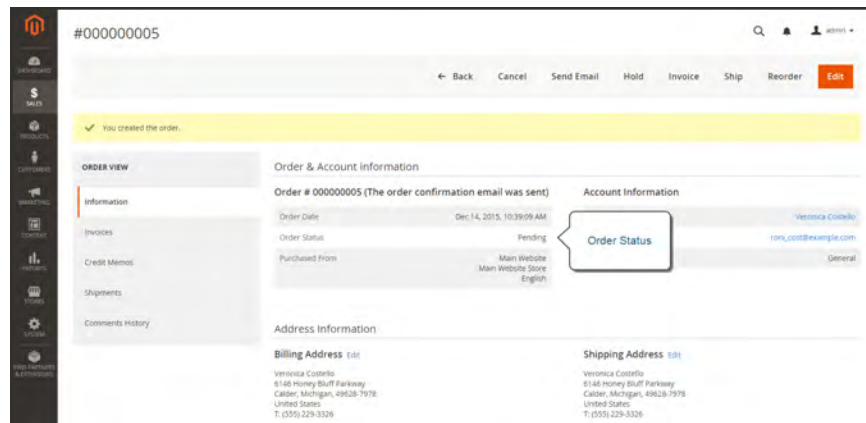 #000000005
admin
DASHBOARD
← Back Cancel Send Email Hold Invoice Ship Reorder Edit
$
SALES
You created the order.
PRODUCTS
CUSTOMERS
MARKETING
CONTENT
REPORTS
STORES
SYSTEM
FIND PARTNERS
& EXTENSIONS
ORDER VIEW
Information
Invoices
Credit Memos
Shipments
Comments History
Order & Account Information
Order # 000000005 (The order confirmation email was sent)
Order Date Dec 14, 2015, 10:39:09 AM
Order Status Pending
Purchased From Main Website
Main Website Store
English
Order Status
Account Information
Veronica Costello
roni_cost@example.com
General
Address Information
Billing Address Edit
Veronica Costello
6146 Honey Bluff Parkway
Calder, Michigan, 49628-7978
United States
T: (555) 229-3326
Shipping Address Edit
Veronica Costello
6146 Honey Bluff Parkway
Calder, Michigan, 49628-7978
United States
T: (555) 229-3326